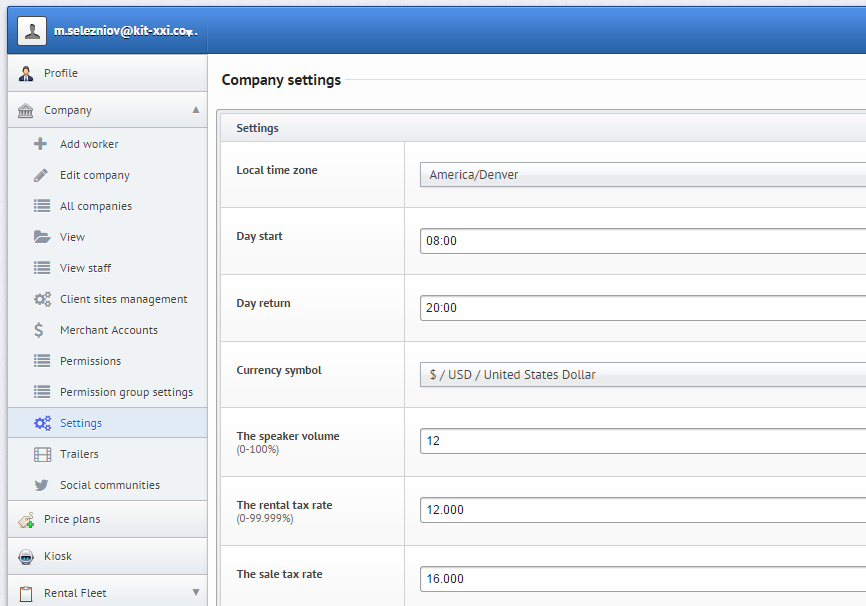 m.selezniov@kit-xxi.co...
Profile
Company
Add worker
Edit company
All companies
View
View staff
Client sites management
Merchant Accounts
Permissions
Permission group settings
Settings
Trailers
Social communities
Price plans
Kiosk
Rental Fleet
Company settings
Settings
Local time zone
America/Denver
Day start
08:00
Day return
20:00
Currency symbol
$ / USD / United States Dollar
The speaker volume
(0-100%)
12
The rental tax rate
(0-99.999%)
12.000
The sale tax rate
16.000